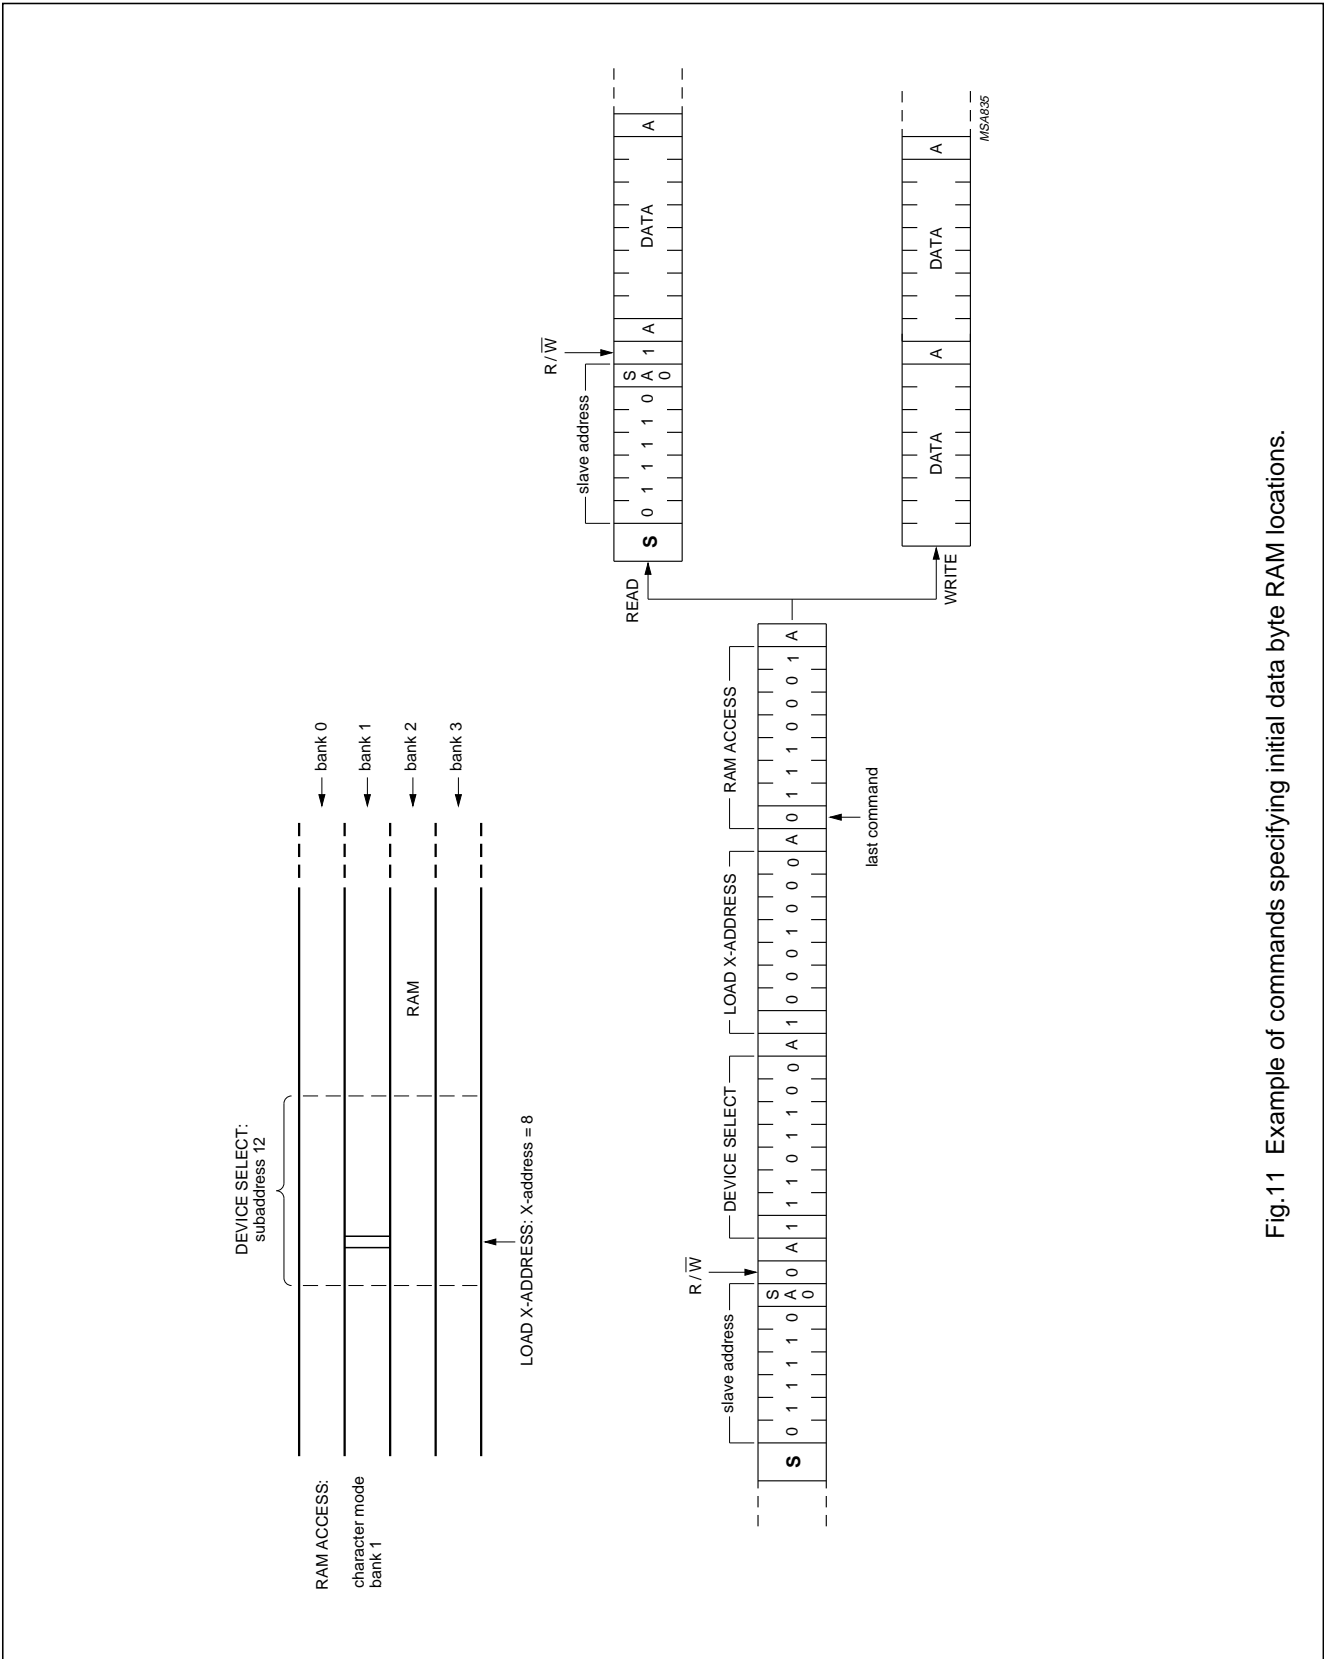 DEVICE SELECT:
subaddress 12
RAM ACCESS:
character mode
bank 1
bank 0
bank 1
RAM
bank 2
bank 3
LOAD X-ADDRESS: X-address = 8
R/W
slave address
S 0 1 1 1 1 0 S A 0 1 A DATA A
READ
slave address R/W DEVICE SELECT LOAD X-ADDRESS RAM ACCESS
S 0 1 1 1 1 0 S A 0 0 A 1 1 1 0 1 1 0 0 A 1 0 0 0 1 0 0 0 A 0 1 1 1 0 0 0 1 A
last command
WRITE
DATA A DATA A
MSA835
Fig.11 Example of commands specifying initial data byte RAM locations.